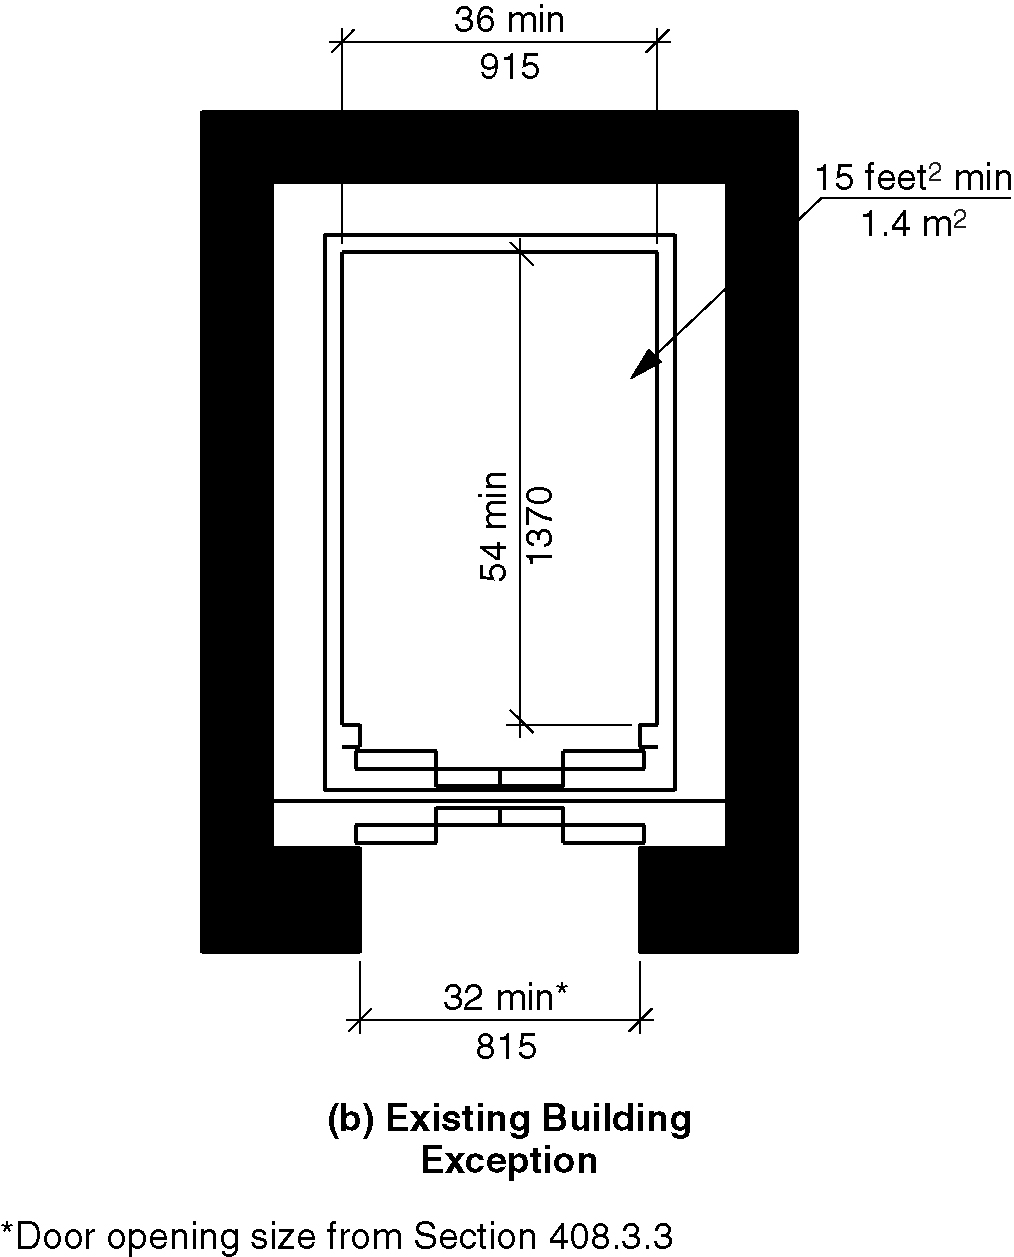 36 min
915
15 feet² min
1.4 m²
54 min
1370
32 min*
815
(b) Existing Building
Exception
*Door opening size from Section 408.3.3